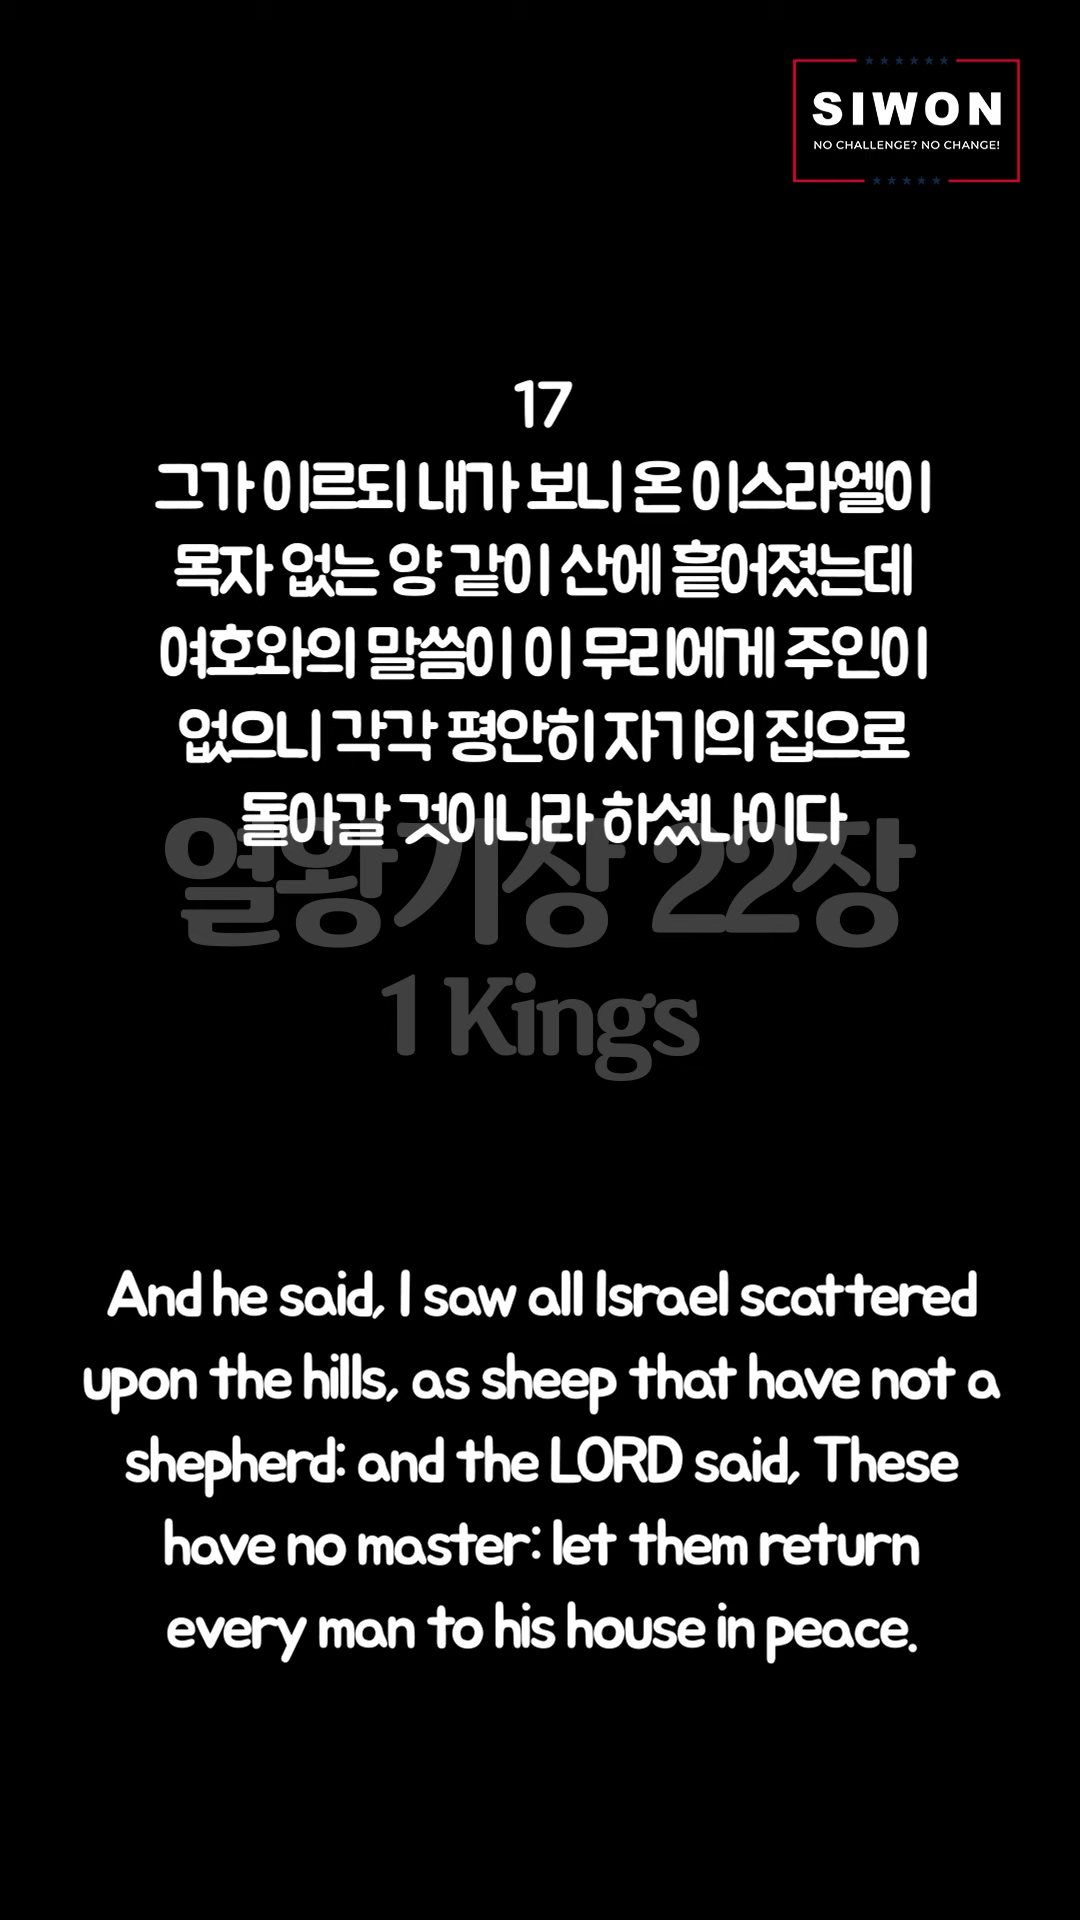 SIWON
NO CHALLENGE? NO CHANGE!
17
그가 이르되 내가 보니 온 이스라엘이
목자 없는 양 같이 산에 흩어졌는데
여호와의 말씀이 이 무리에게 주인이
없으니 각각 평안히 자기의 집으로
돌아갈 것이니라 하셨나이다
열왕기상 22장
1 Kings
And he said, I saw all Israel scattered
upon the hills, as sheep that have not a
shepherd: and the LORD said, These
have no master: let them return
every man to his house in peace.